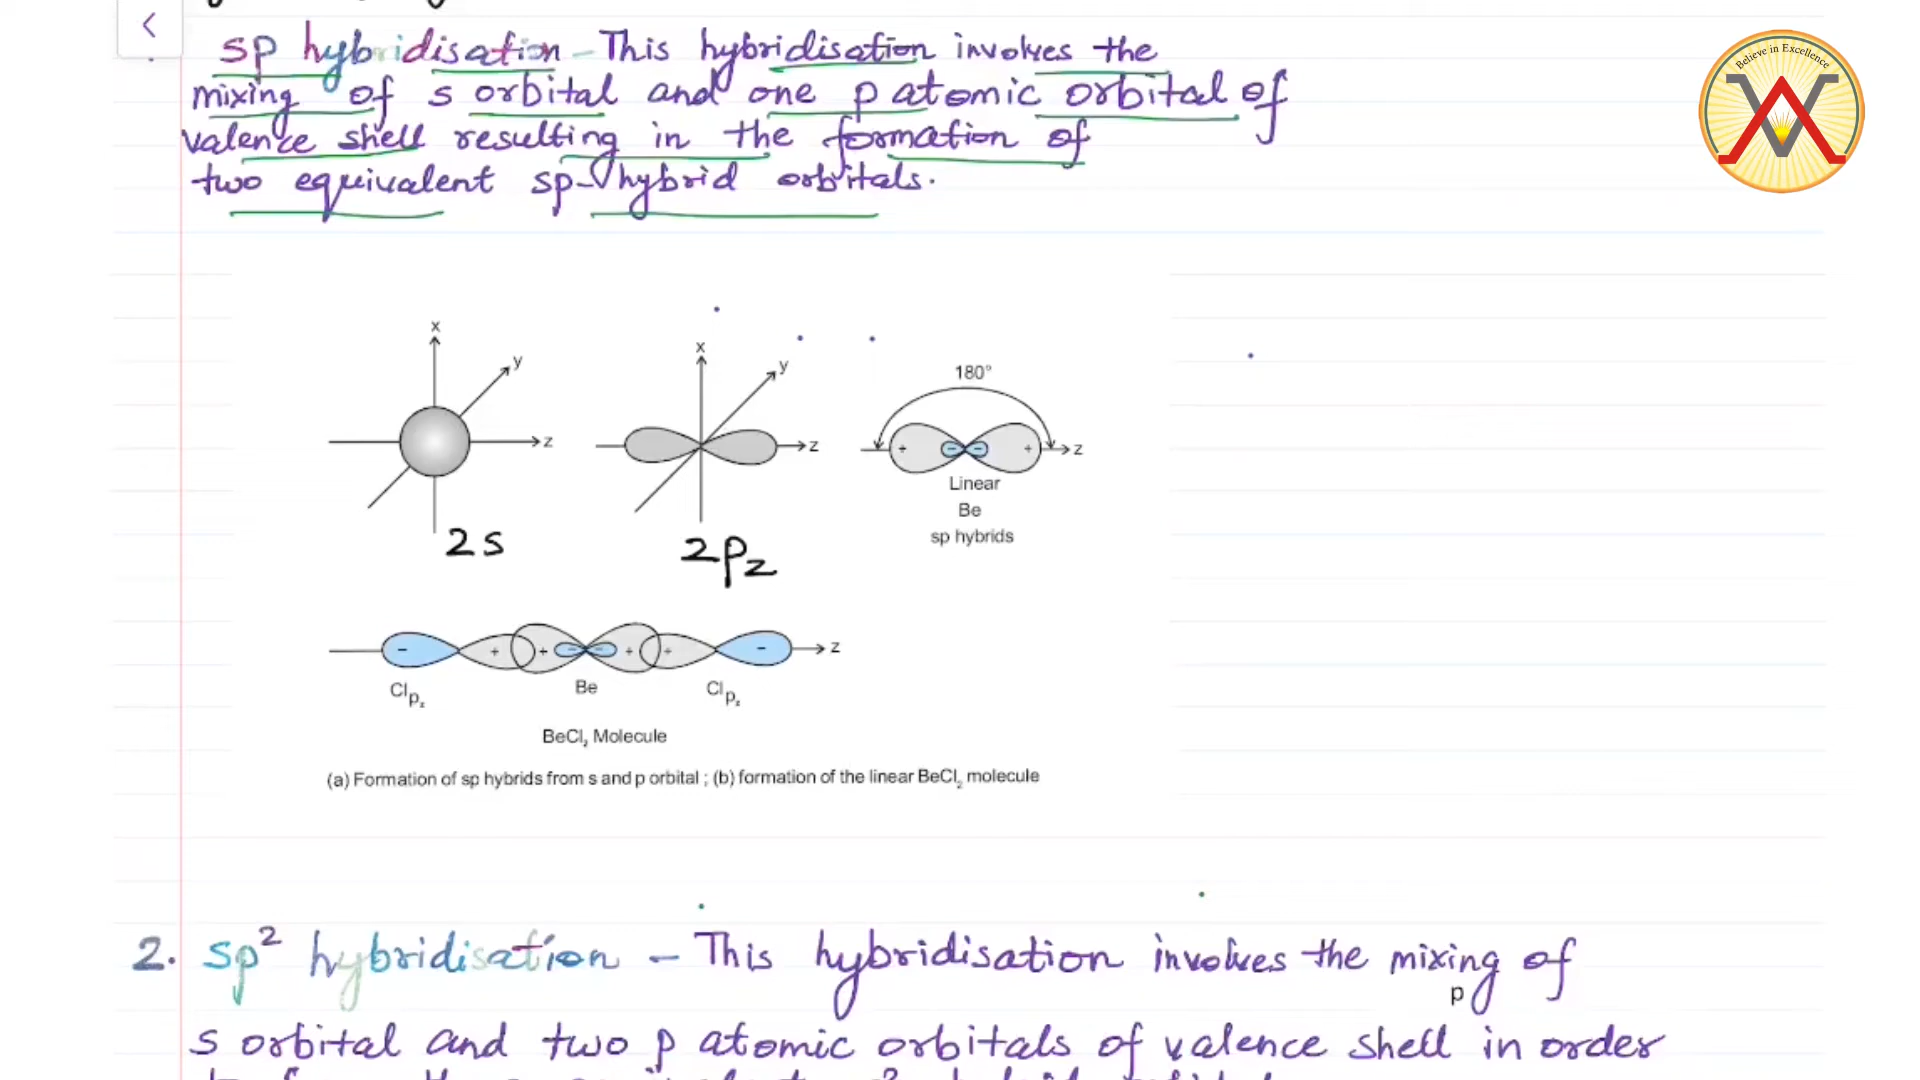 sp hybridisation - This hybridisation involves the
mixing of s orbital and one p atomic orbital of
valence shell resulting in the formation of
two equivalent sp-hybrid orbitals.
Believe in Excellence
x
y
z
2s
x
y
z
2pz
180°
+ - - +
z
Linear
Be
sp hybrids
- + + - - + + -
z
Clpz
Be
Clpz
BeCl2 Molecule
(a) Formation of sp hybrids from s and p orbital ; (b) formation of the linear BeCl2 molecule
2. sp² hybridisation - This hybridisation involves the mixing of
p
s orbital and two p atomic orbitals of valence shell in order